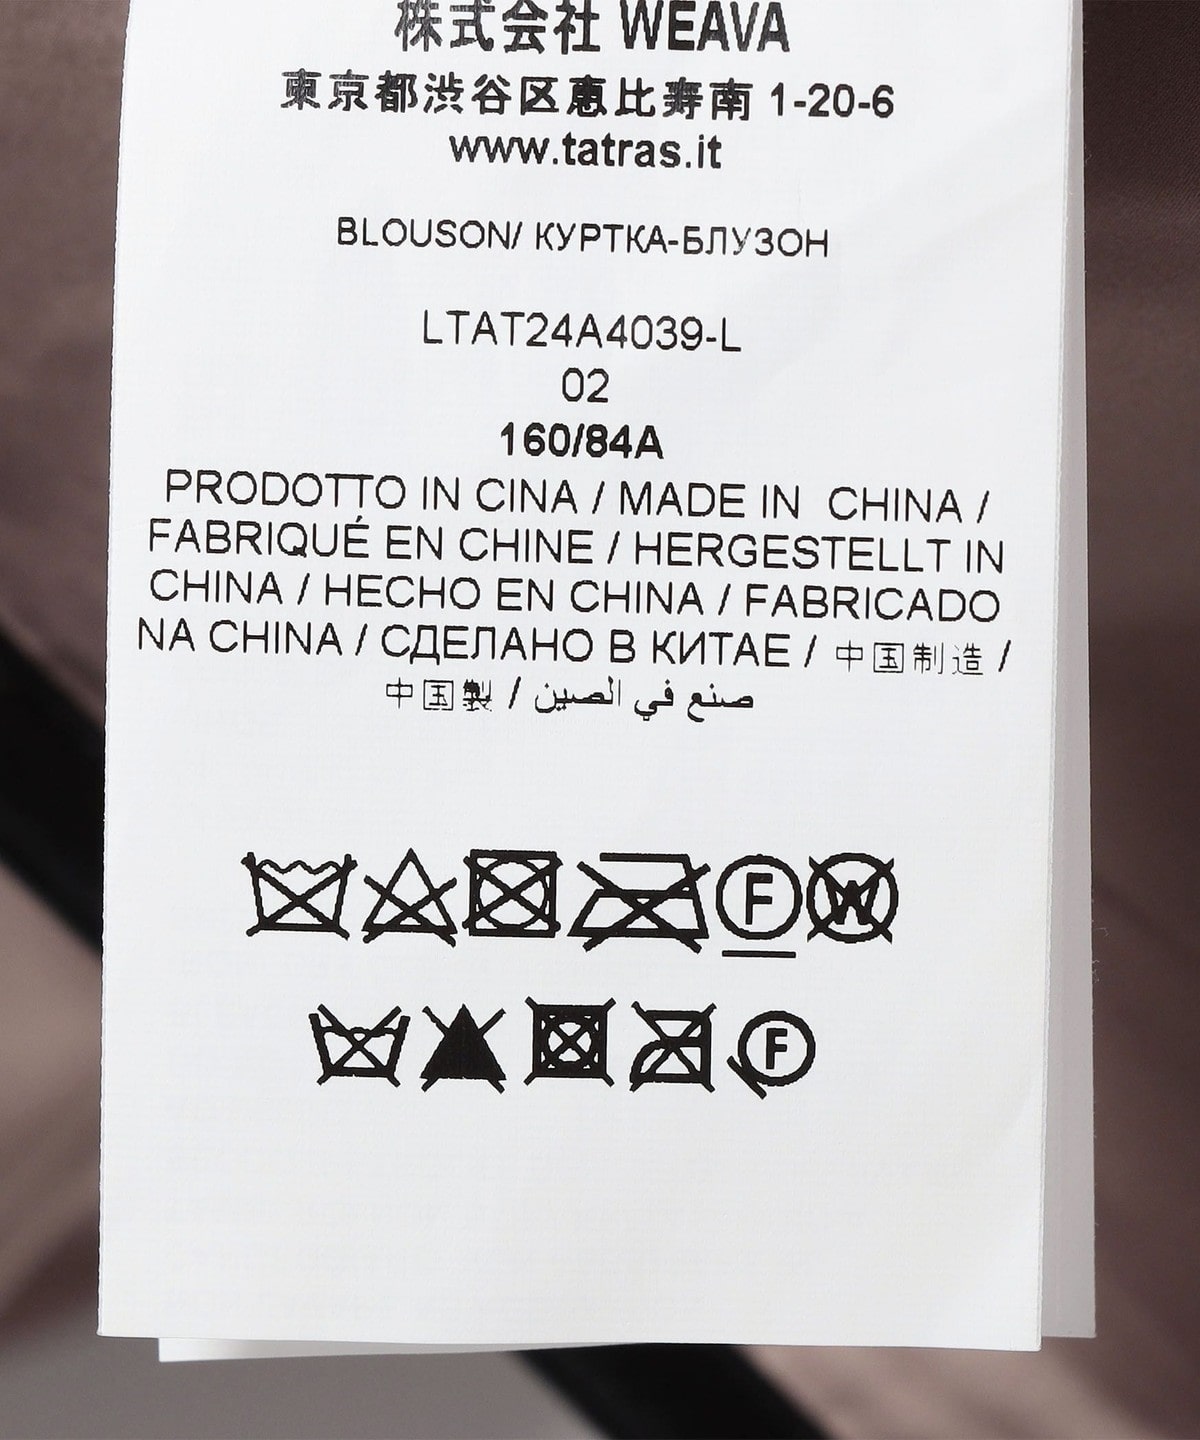 株式会社 WEAVA
東京都渋谷区恵比寿南 1-20-6
www.tatras.it
BLOUSON/ КУРТКА-БЛУЗОН
LTAT24A4039-L
02
160/84A
PRODOTTO IN CINA / MADE IN CHINA /
FABRIQUÉ EN CHINE / HERGESTELLT IN
CHINA / HECHO EN CHINA / FABRICADO
NA CHINA / СДЕЛАНО В КИТАЕ / 中国制造 /
中国製 / صنع في الصين
F W
F